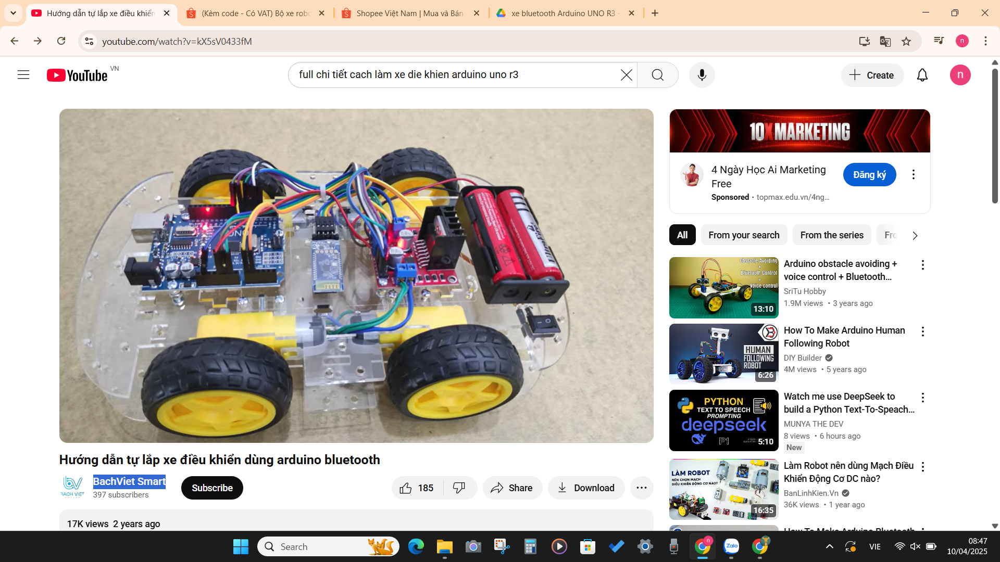 Hướng dẫn tự lắp xe điều khiển
(Kèm code - Có VAT) Bộ xe robo
Shopee Việt Nam | Mua và Bán
xe bluetooth Arduino UNO R3 -
youtube.com/watch?v=kX5sV0433fM
n
YouTube VN
full chi tiết cach làm xe die khien arduino uno r3
Create
n
UNO
10XMARKETING
4 Ngày Học Ai Marketing
Free
Sponsored · topmax.edu.vn/4ng...
Đăng ký
All
From your search
From the series
Fro
Obstacle Avoiding
+
Bluetooth Control
+
Voice control
13:10
Arduino obstacle avoiding +
voice control + Bluetooth...
SriTu Hobby
1.9M views • 3 years ago
HUMAN
FOLLOWING
ROBOT
6:26
How To Make Arduino Human
Following Robot
DIY Builder
4M views • 5 years ago
PYTHON
TEXT TO SPEECH
PROMPTING
deepseek
P1
5:10
Watch me use DeepSeek to
build a Python Text-To-Speach...
MUNYA THE DEV
8 views • 6 hours ago
New
LÀM ROBOT
NÊN CHỌN MẠCH
ĐIỀU KHIỂN ĐỘNG CƠ NÀO?
16:35
Làm Robot nên dùng Mạch Điều
Khiển Động Cơ DC nào?
BanLinhKien.Vn
36K views • 1 year ago
How To Make Arduino Bluetooth
Hướng dẫn tự lắp xe điều khiển dùng arduino bluetooth
BACH VIET
BachViet Smart
397 subscribers
Subscribe
185
Share
Download
17K views 2 years ago
Search
n
Zalo
VIE
08:47
10/04/2025